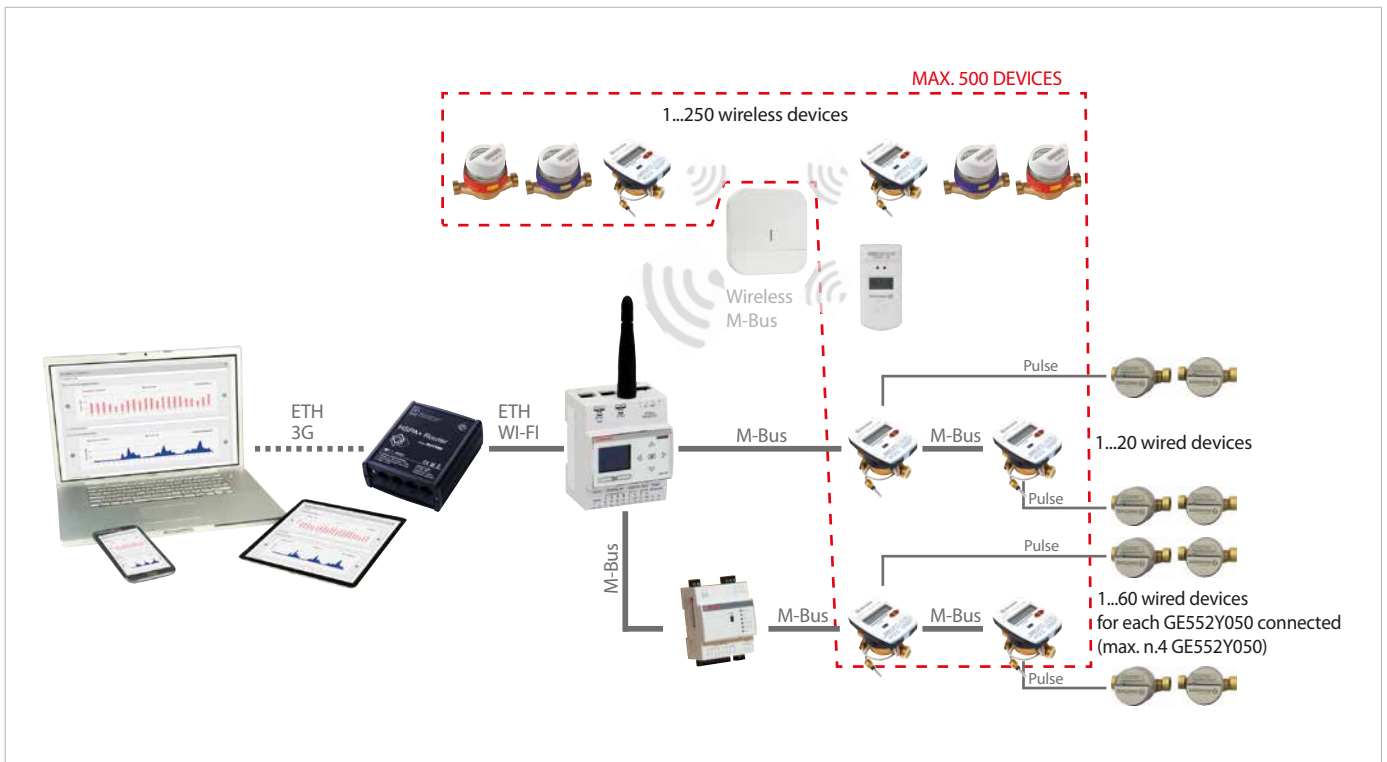 MAX. 500 DEVICES
1...250 wireless devices
Wireless
M-Bus
Pulse
ETH
3G
HSPA+ Router
ETH
WI-FI
M-Bus
M-Bus
1...20 wired devices
Pulse
Pulse
M-Bus
M-Bus
M-Bus
1...60 wired devices
for each GE552Y050 connected
(max. n.4 GE552Y050)
Pulse